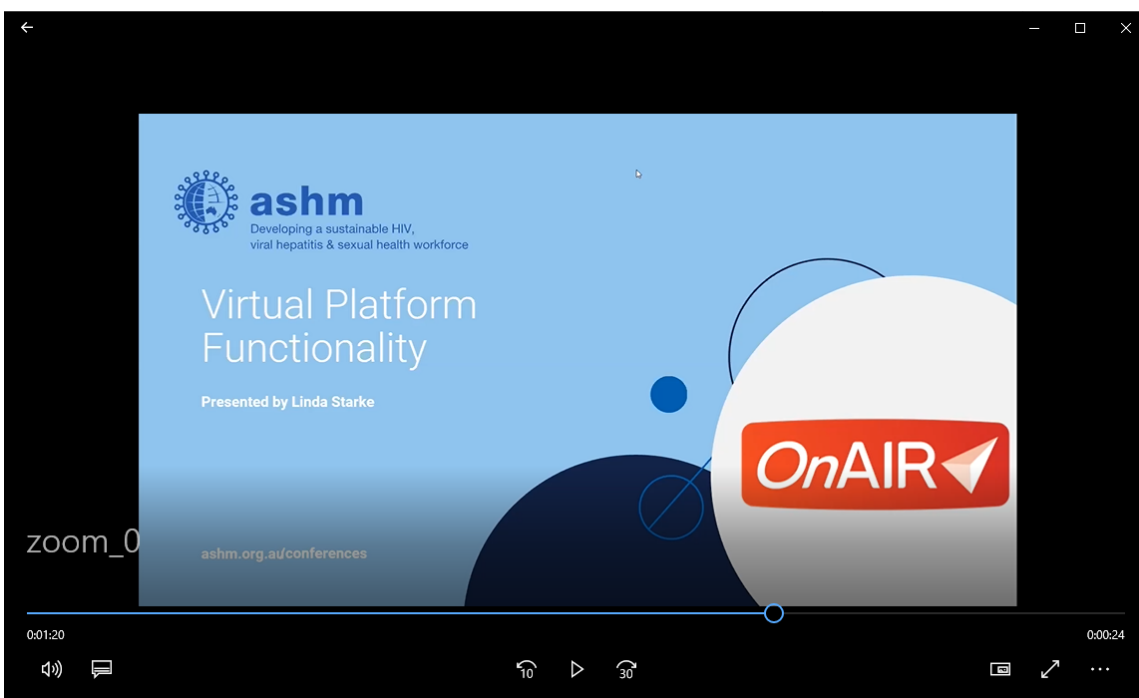 ashm
Developing a sustainable HIV,
viral hepatitis & sexual health workforce
Virtual Platform
Functionality
Presented by Linda Starke
OnAIR
zoom_0
ashm.org.au/conferences
0:01:20
0:00:24
10
30